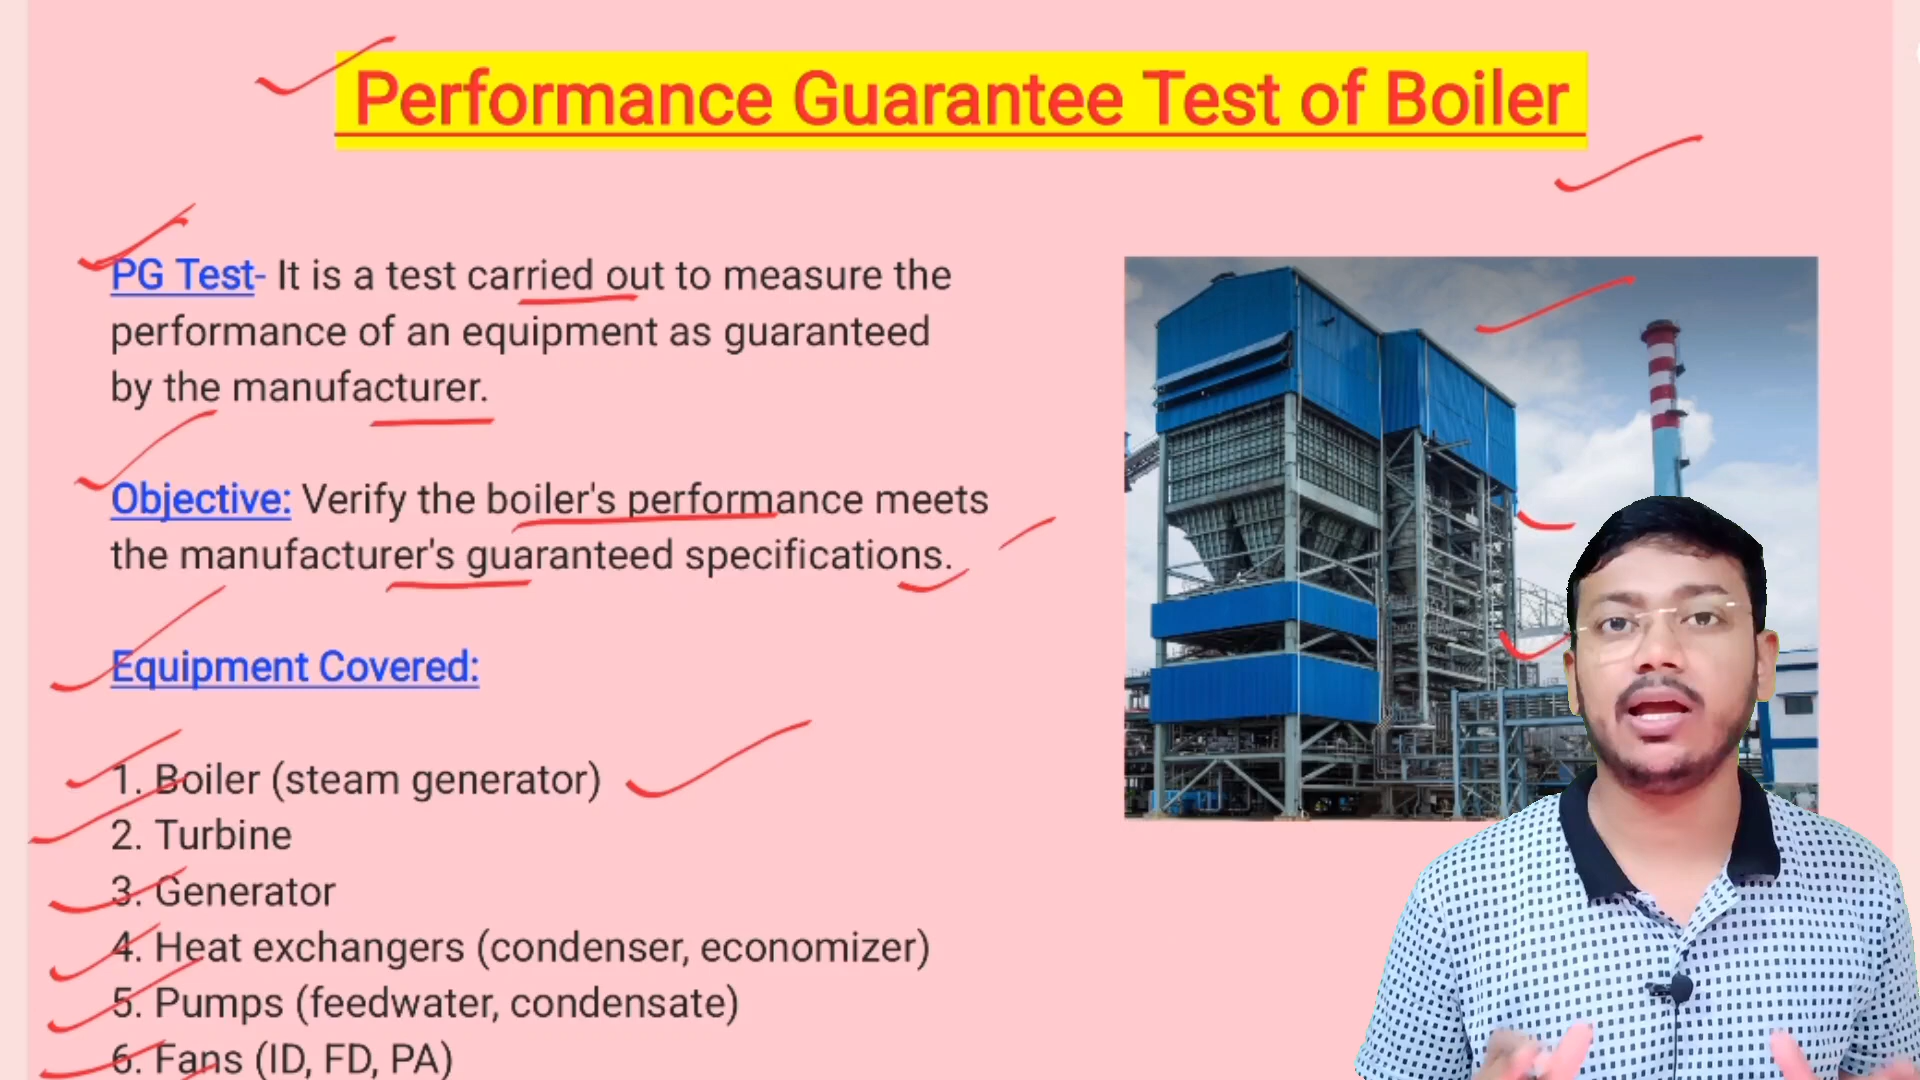 Performance Guarantee Test of Boiler
PG Test- It is a test carried out to measure the
performance of an equipment as guaranteed
by the manufacturer.
Objective: Verify the boiler's performance meets
the manufacturer's guaranteed specifications.
Equipment Covered:
1. Boiler (steam generator)
2. Turbine
3. Generator
4. Heat exchangers (condenser, economizer)
5. Pumps (feedwater, condensate)
6. Fans (ID, FD, PA)